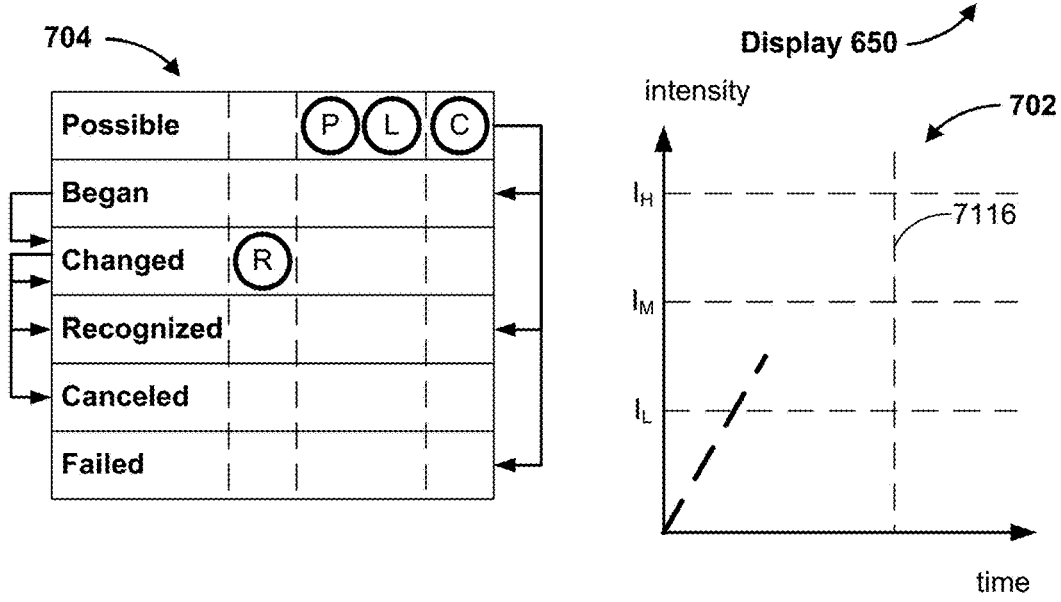 704
Display 650
Possible P L C
Began
Changed R
Recognized
Canceled
Failed
intensity
702
I_H
7116
I_M
I_L
time